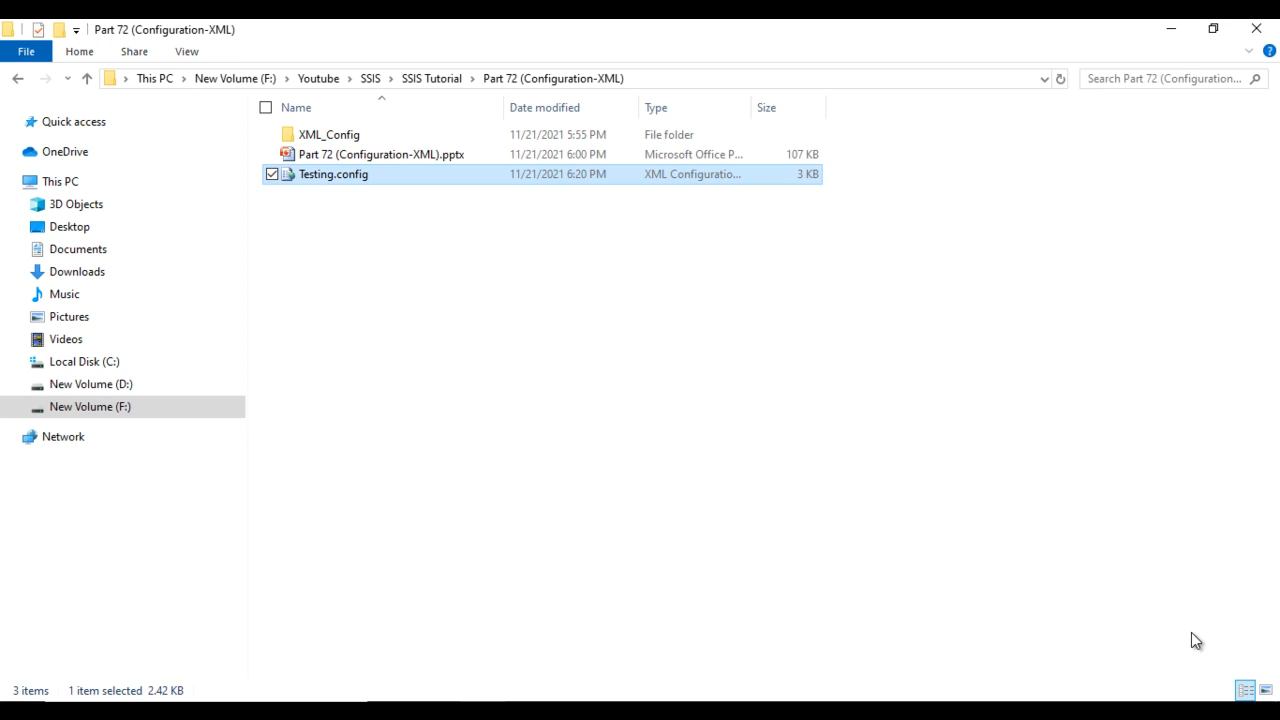 Part 72 (Configuration-XML)
File Home Share View
This PC New Volume (F:) Youtube SSIS SSIS Tutorial Part 72 (Configuration-XML) Search Part 72 (Configuration...
Name Date modified Type Size
XML_Config 11/21/2021 5:55 PM File folder
Part 72 (Configuration-XML).pptx 11/21/2021 6:00 PM Microsoft Office P... 107 KB
Testing.config 11/21/2021 6:20 PM XML Configuratio... 3 KB
Quick access
OneDrive
This PC
3D Objects
Desktop
Documents
Downloads
Music
Pictures
Videos
Local Disk (C:)
New Volume (D:)
New Volume (F:)
Network
3 items 1 item selected 2.42 KB